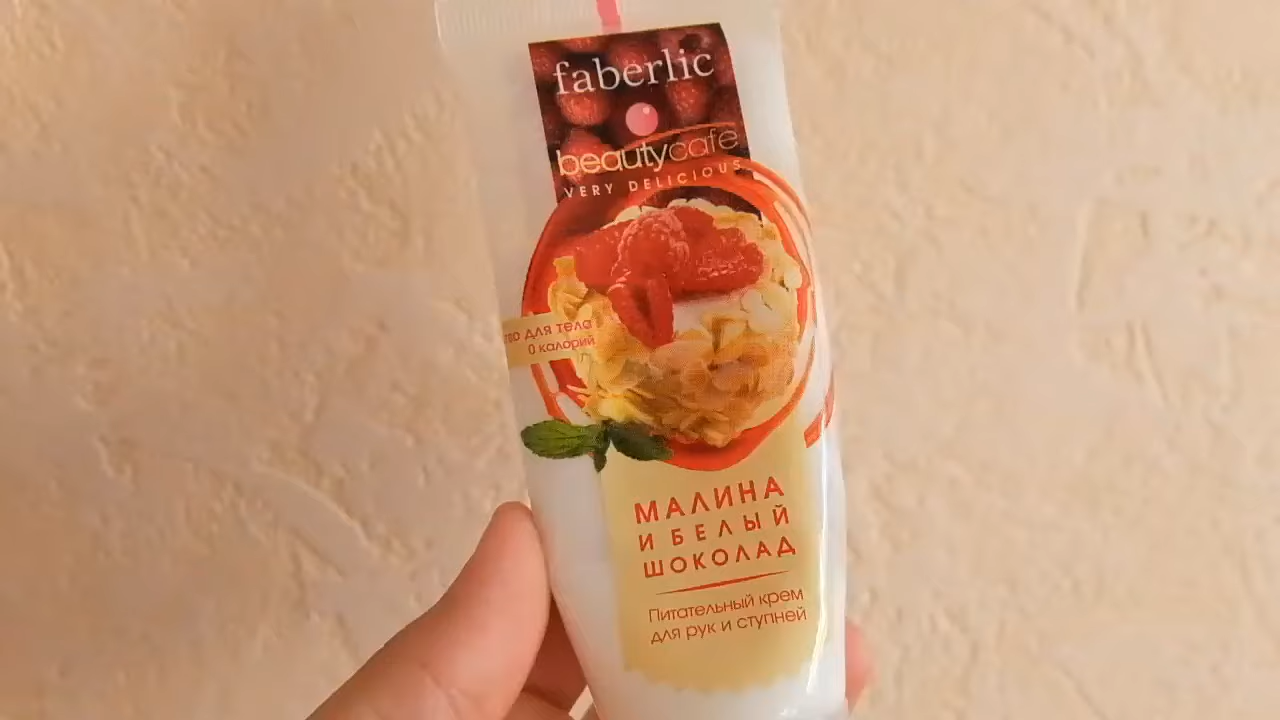 faberlic
beautycafe
VERY DELICIOUS
для тела
0 калорий
МАЛИНА
И БЕЛЫЙ
ШОКОЛАД
Питательный крем
для рук и ступней